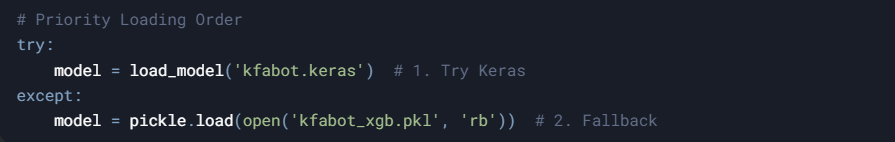 # Priority Loading Order
try:
    model = load_model('kfabot.keras')  # 1. Try Keras
except:
    model = pickle.load(open('kfabot_xgb.pkl', 'rb'))  # 2. Fallback